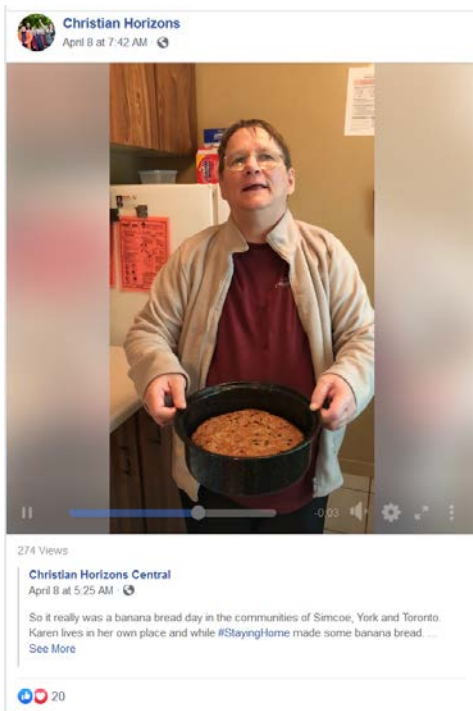 Christian Horizons
April 8 at 7:42 AM ·
-0:03
274 Views
Christian Horizons Central
April 8 at 5:25 AM ·
So it really was a banana bread day in the communities of Simcoe, York and Toronto.
Karen lives in her own place and while #StayingHome made some banana bread. ...
See More
20